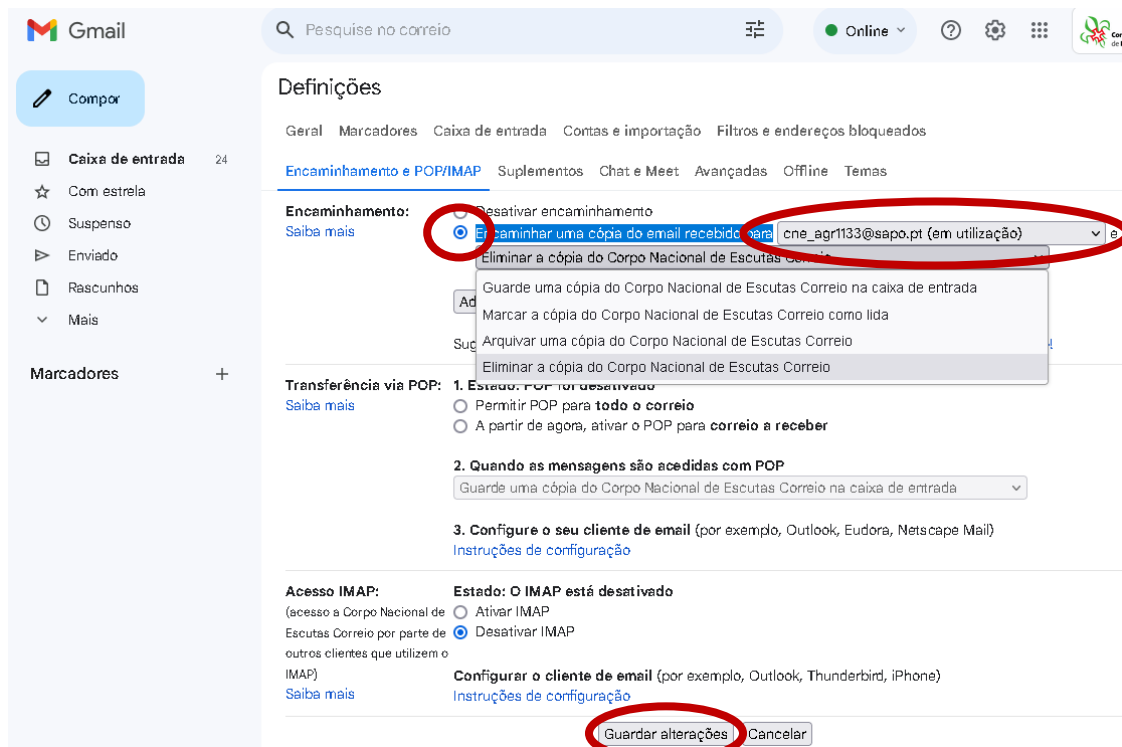 Gmail
Pesquise no correio
Online
Compor
Caixa de entrada 24
Com estrela
Suspenso
Enviado
Rascunhos
Mais
Marcadores
Definições
Geral Marcadores Caixa de entrada Contas e importação Filtros e endereços bloqueados
Encaminhamento e POP/IMAP Suplementos Chat e Meet Avançadas Offline Temas
Encaminhamento: Desativar encaminhamento
Saiba mais Encaminhar uma cópia do email recebido para cne_agr1133@sapo.pt (em utilização) e
Eliminar a cópia do Corpo Nacional de Escutas Correio
Guarde uma cópia do Corpo Nacional de Escutas Correio na caixa de entrada
Ad
Marcar a cópia do Corpo Nacional de Escutas Correio como lida
Sug
Arquivar uma cópia do Corpo Nacional de Escutas Correio
Eliminar a cópia do Corpo Nacional de Escutas Correio
Transferência via POP: 1. Estado: POP foi desativado
Saiba mais Permitir POP para todo o correio
A partir de agora, ativar o POP para correio a receber
2. Quando as mensagens são acedidas com POP
Guarde uma cópia do Corpo Nacional de Escutas Correio na caixa de entrada
3. Configure o seu cliente de email (por exemplo, Outlook, Eudora, Netscape Mail)
Instruções de configuração
Acesso IMAP: Estado: O IMAP está desativado
(acesso a Corpo Nacional de Ativar IMAP
Escutas Correio por parte de Desativar IMAP
outros clientes que utilizem o
IMAP) Configurar o cliente de email (por exemplo, Outlook, Thunderbird, iPhone)
Saiba mais Instruções de configuração
Guardar alterações Cancelar